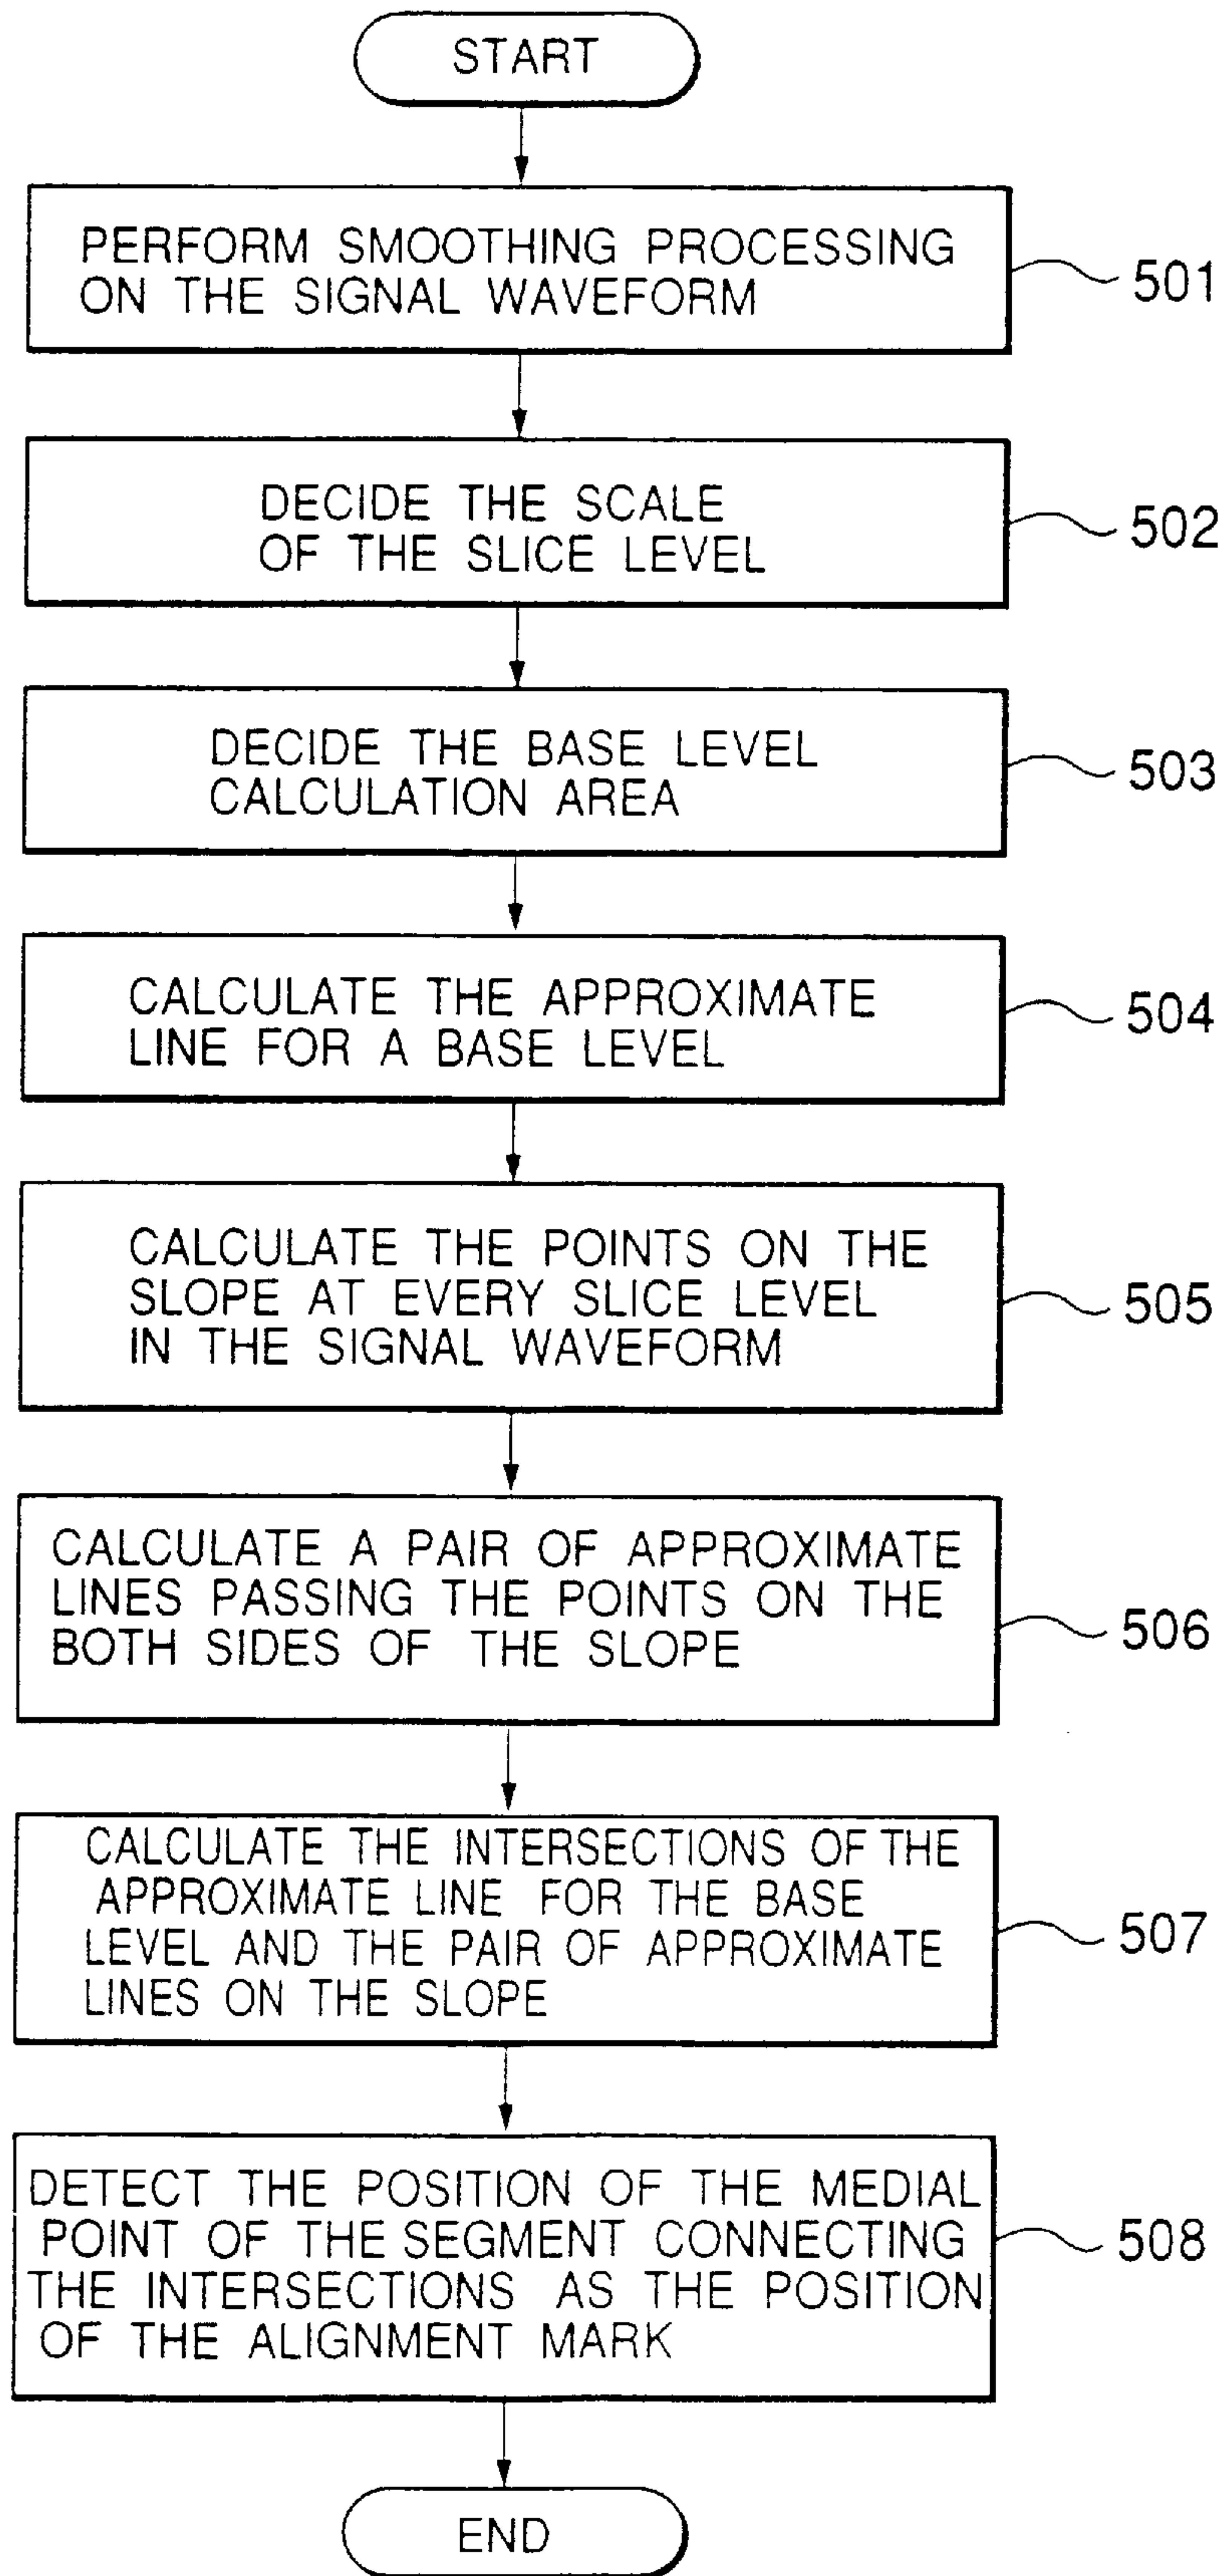 START
PERFORM SMOOTHING PROCESSING
ON THE SIGNAL WAVEFORM
501
DECIDE THE SCALE
OF THE SLICE LEVEL
502
DECIDE THE BASE LEVEL
CALCULATION AREA
503
CALCULATE THE APPROXIMATE
LINE FOR A BASE LEVEL
504
CALCULATE THE POINTS ON THE
SLOPE AT EVERY SLICE LEVEL
IN THE SIGNAL WAVEFORM
505
CALCULATE A PAIR OF APPROXIMATE
LINES PASSING THE POINTS ON THE
BOTH SIDES OF THE SLOPE
506
CALCULATE THE INTERSECTIONS OF THE
APPROXIMATE LINE FOR THE BASE
LEVEL AND THE PAIR OF APPROXIMATE
LINES ON THE SLOPE
507
DETECT THE POSITION OF THE MEDIAL
POINT OF THE SEGMENT CONNECTING
THE INTERSECTIONS AS THE POSITION
OF THE ALIGNMENT MARK
508
END